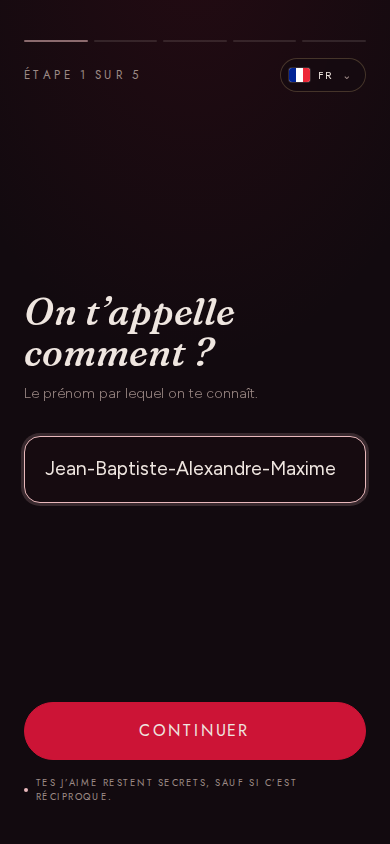 ÉTAPE 1 SUR 5
FR
On t’appelle
comment ?
Le prénom par lequel on te connaît.
Jean-Baptiste-Alexandre-Maxime
CONTINUER
TES J’AIME RESTENT SECRETS, SAUF SI C’EST
RÉCIPROQUE.